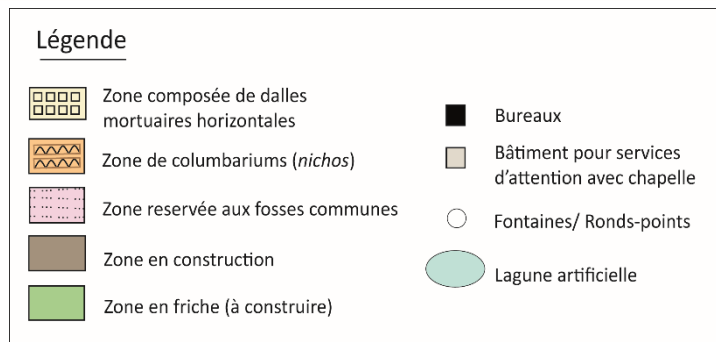 Légende
Zone composée de dalles
mortuaires horizontales
Zone de columbariums (nichos)
Zone reservée aux fosses communes
Zone en construction
Zone en friche (à construire)
Bureaux
Bâtiment pour services
d'attention avec chapelle
Fontaines/ Ronds-points
Lagune artificielle